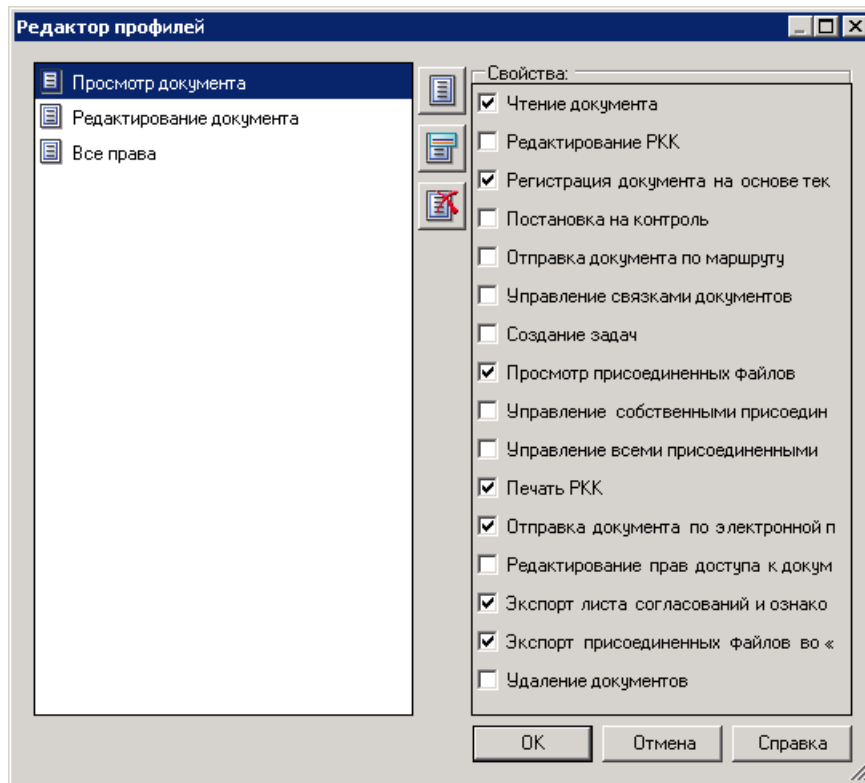 Редактор профилей
Просмотр документа
Редактирование документа
Все права
Свойства:
Чтение документа
Редактирование РКК
Регистрация документа на основе тек
Постановка на контроль
Отправка документа по маршруту
Управление связками документов
Создание задач
Просмотр присоединенных файлов
Управление собственными присоедин
Управление всеми присоединенными
Печать РКК
Отправка документа по электронной п
Редактирование прав доступа к докум
Экспорт листа согласований и ознако
Экспорт присоединенных файлов во «
Удаление документов
OK
Отмена
Справка